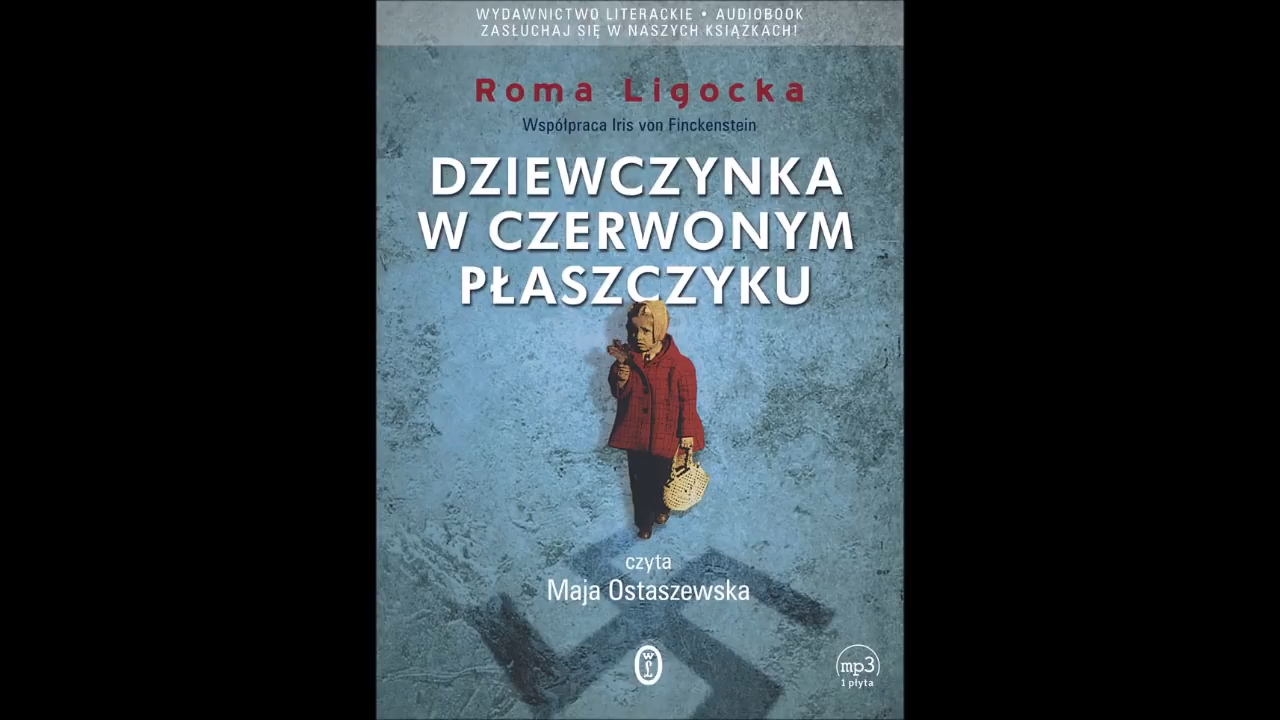 WYDAWNICTWO LITERACKIE • AUDIOBOOK
ZASŁUCHAJ SIĘ W NASZYCH KSIĄŻKACH!
Roma Ligocka
Współpraca Iris von Finckenstein
DZIEWCZYNKA
W CZERWONYM
PŁASZCZYKU
czyta
Maja Ostaszewska
WŁ
mp3
1 płyta